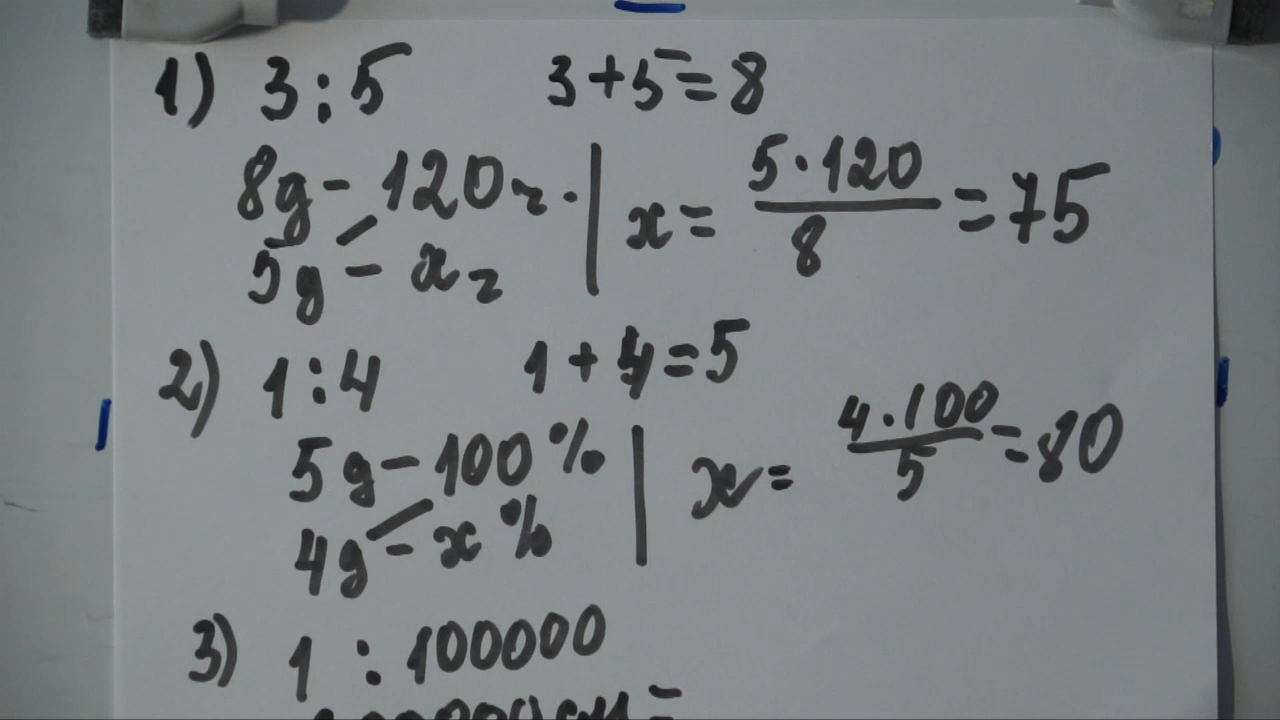 1) 3:5 3+5=8
8g - 120г. | x = 5·120/8 = 75
5g - xг
2) 1:4 1+4=5
5g - 100% | x = 4·100/5 = 80
4g - x%
3) 1 : 100000